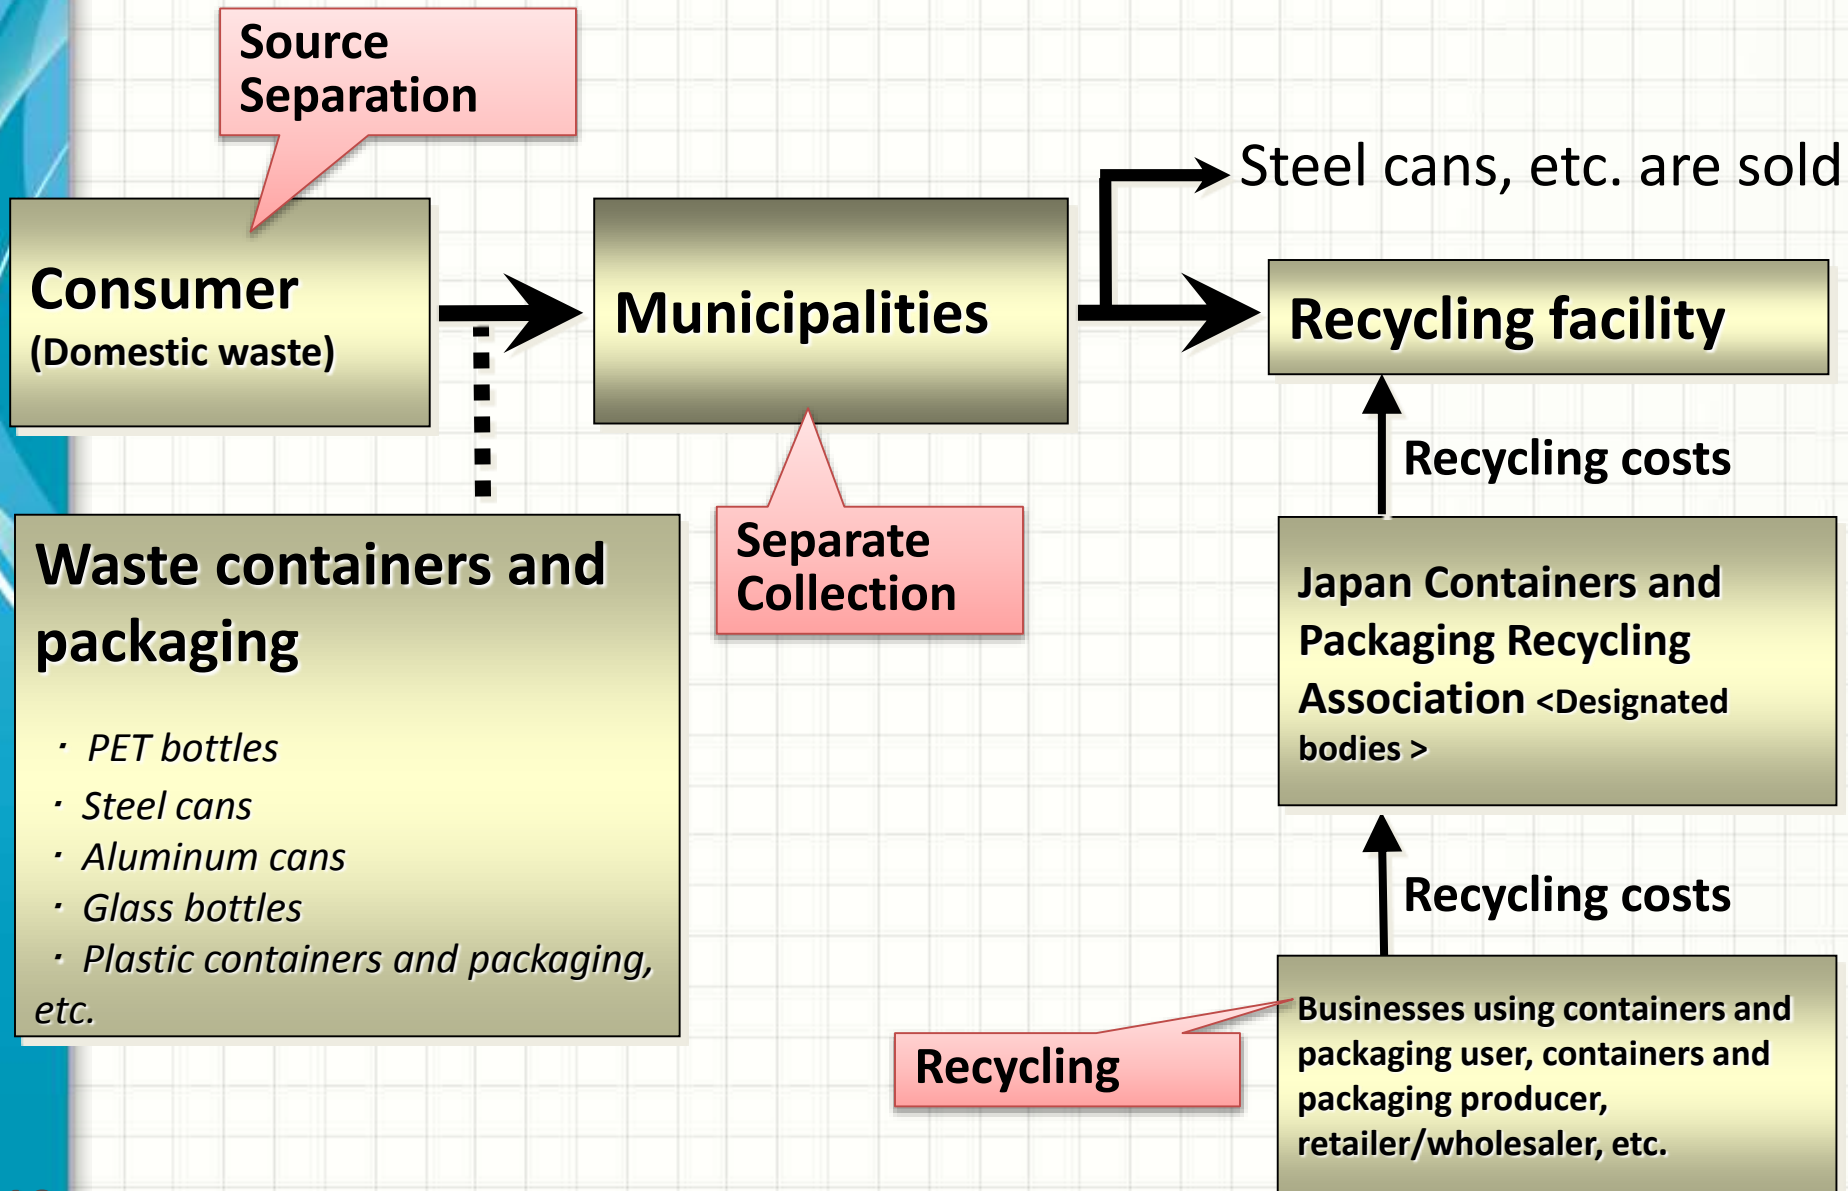 Source
Separation
Steel cans, etc. are sold
Consumer
(Domestic waste)
Municipalities
Recycling facility
Recycling costs
Waste containers and
packaging
・ PET bottles
・ Steel cans
・ Aluminum cans
・ Glass bottles
・ Plastic containers and packaging,
etc.
Separate
Collection
Japan Containers and
Packaging Recycling
Association <Designated
bodies >
Recycling costs
Recycling
Businesses using containers and
packaging user, containers and
packaging producer,
retailer/wholesaler, etc.